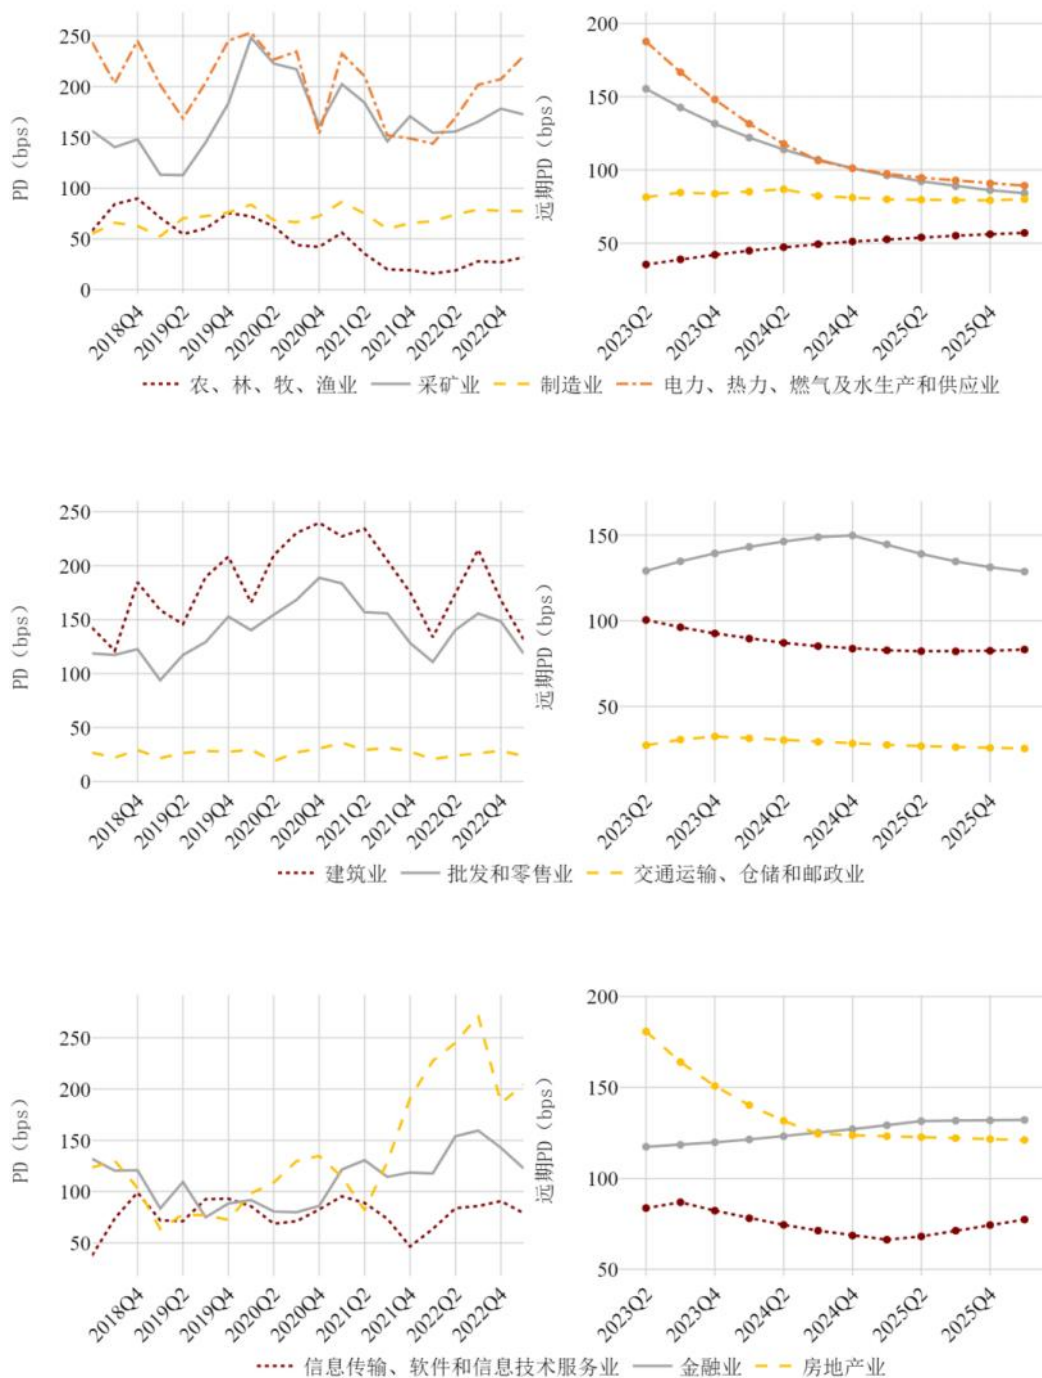 PD（bps）
250
200
150
100
50
0
2018Q4 2019Q2 2019Q4 2020Q2 2020Q4 2021Q2 2021Q4 2022Q2 2022Q4
远期PD（bps）
200
150
100
50
2023Q2 2023Q4 2024Q2 2024Q4 2025Q2 2025Q4
农、林、牧、渔业 采矿业 制造业 电力、热力、燃气及水生产和供应业
PD（bps）
250
200
150
100
50
0
2018Q4 2019Q2 2019Q4 2020Q2 2020Q4 2021Q2 2021Q4 2022Q2 2022Q4
远期PD（bps）
150
100
50
2023Q2 2023Q4 2024Q2 2024Q4 2025Q2 2025Q4
建筑业 批发和零售业 交通运输、仓储和邮政业
PD（bps）
250
200
150
100
50
2018Q4 2019Q2 2019Q4 2020Q2 2020Q4 2021Q2 2021Q4 2022Q2 2022Q4
远期PD（bps）
200
150
100
50
2023Q2 2023Q4 2024Q2 2024Q4 2025Q2 2025Q4
信息传输、软件和信息技术服务业 金融业 房地产业